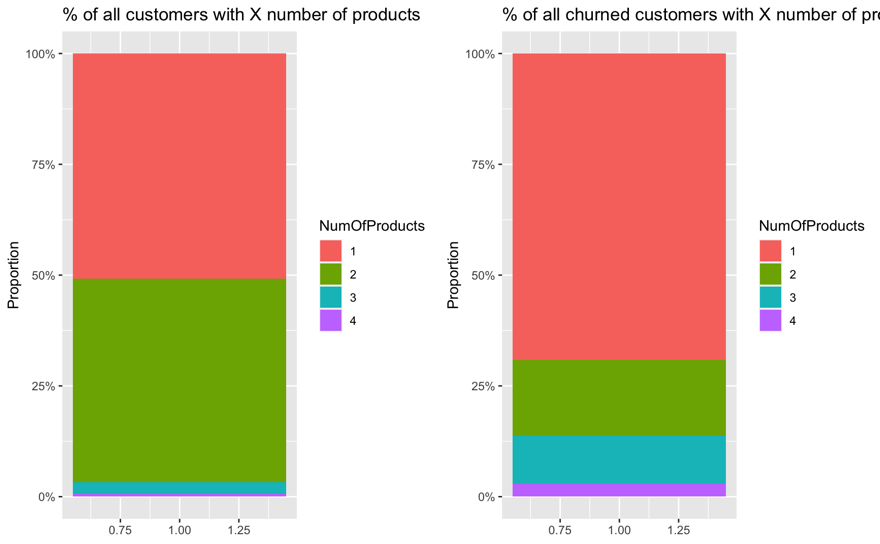 % of all customers with X number of products
100%
75%
50%
25%
0%
Proportion
0.75 1.00 1.25
NumOfProducts
1
2
3
4
% of all churned customers with X number of pr
100%
75%
50%
25%
0%
Proportion
0.75 1.00 1.25
NumOfProducts
1
2
3
4